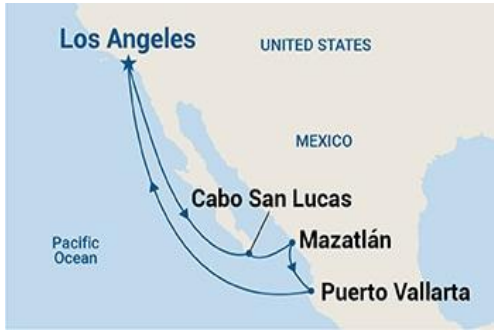 Los Angeles
UNITED STATES
MEXICO
Cabo San Lucas
Mazatlán
Pacific
Ocean
Puerto Vallarta